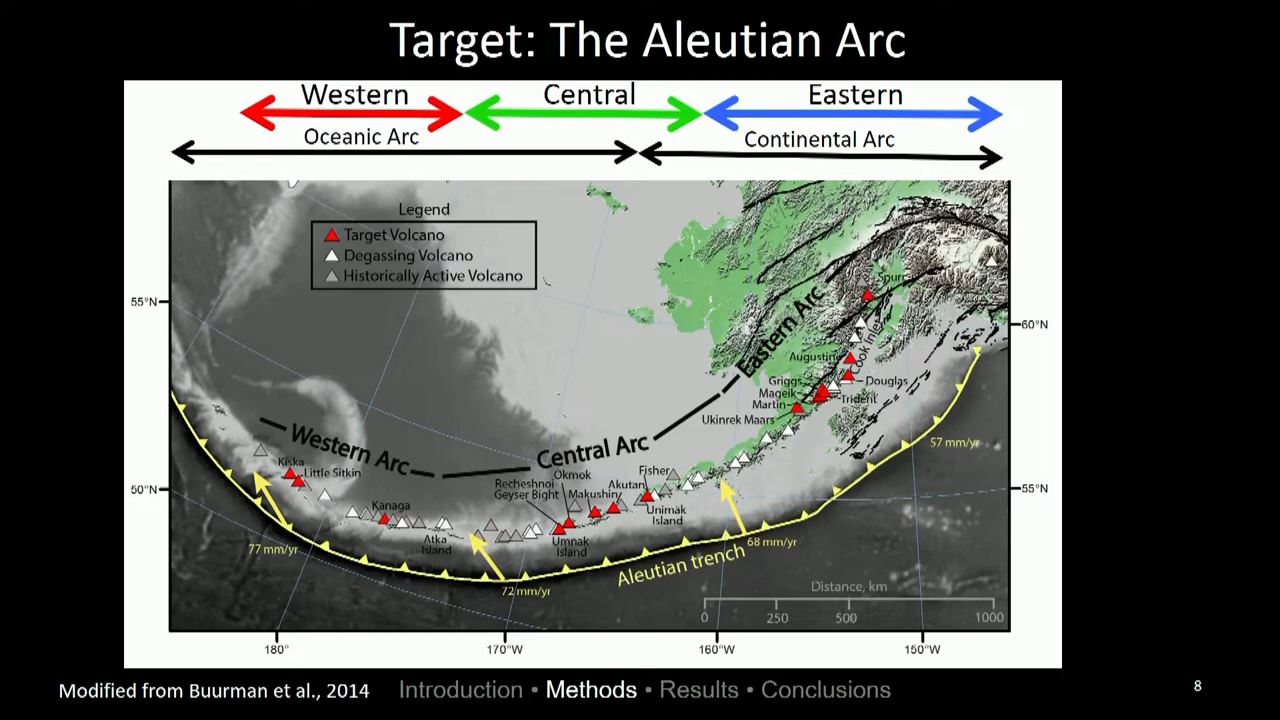 Target: The Aleutian Arc
Western
Central
Eastern
Oceanic Arc
Continental Arc
Legend
Target Volcano
Degassing Volcano
Historically Active Volcano
55°N
50°N
60°N
55°N
Spurr
Cook Inlet
Augustine
Douglas
Griggs
Mageik
Martin
Trident
Ukinrek Maars
Eastern Arc
Central Arc
Western Arc
Kiska
Little Sitkin
Kanaga
Atka
Island
Recheshnoi
Geyser Bight
Okmok
Makushin
Akutan
Fisher
Unimak
Island
Umnak
Island
57 mm/yr
68 mm/yr
72 mm/yr
77 mm/yr
Aleutian trench
Distance, km
0 250 500 1000
180° 170°W 160°W 150°W
Modified from Buurman et al., 2014
Introduction • Methods • Results • Conclusions
8